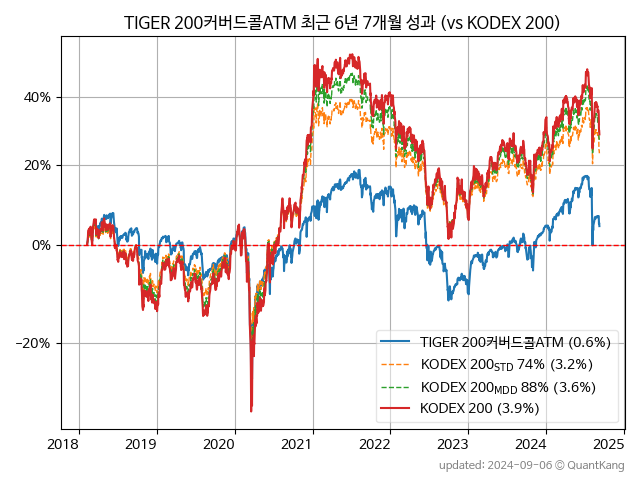 TIGER 200커버드콜ATM 최근 6년 7개월 성과 (vs KODEX 200)
40%
20%
0%
−20%
TIGER 200커버드콜ATM (0.6%)
KODEX 200STD 74% (3.2%)
KODEX 200MDD 88% (3.6%)
KODEX 200 (3.9%)
2018 2019 2020 2021 2022 2023 2024 2025
updated: 2024-09-06 © QuantKang